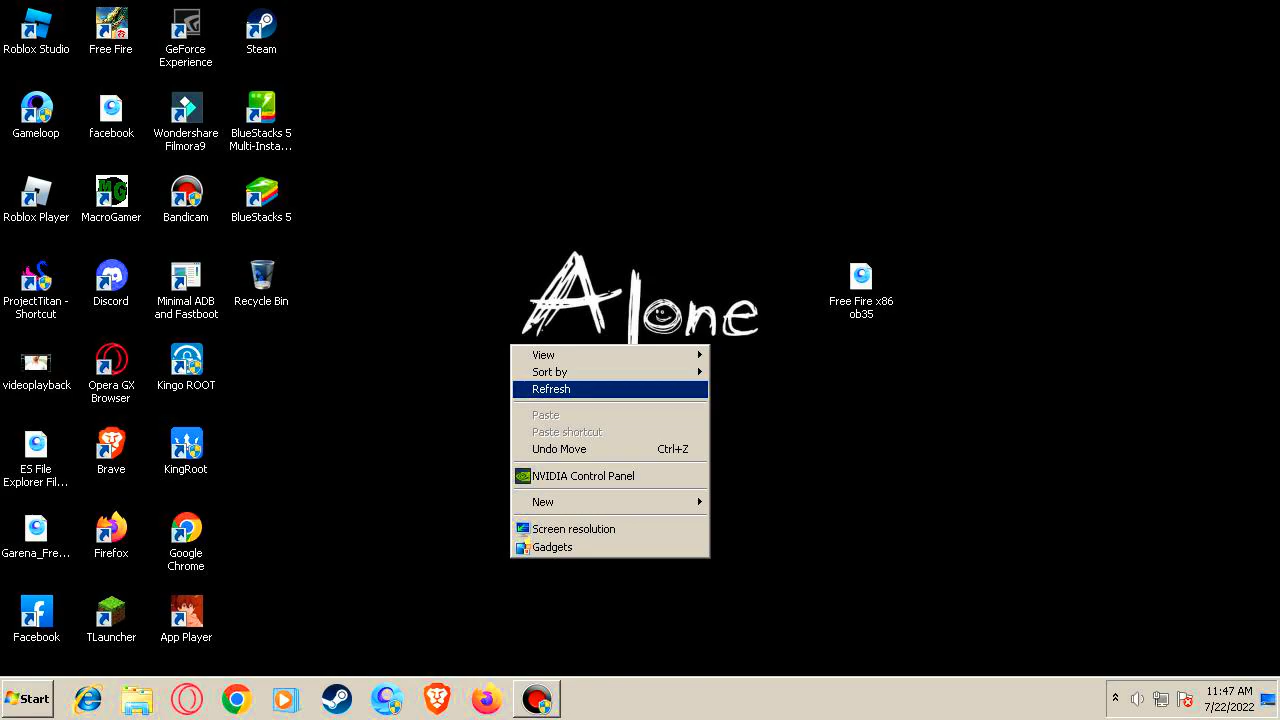 Roblox Studio
Free Fire
GeForce
Experience
Steam
Gameloop
facebook
Wondershare
Filmora9
BlueStacks 5
Multi-Insta...
Roblox Player
MacroGamer
Bandicam
BlueStacks 5
ProjectTitan -
Shortcut
Discord
Minimal ADB
and Fastboot
Recycle Bin
Alone
Free Fire x86
ob35
videoplayback
Opera GX
Browser
Kingo ROOT
ES File
Explorer Fil...
Brave
KingRoot
Garena_Fre...
Firefox
Google
Chrome
Facebook
TLauncher
App Player
View
Sort by
Refresh
Paste
Paste shortcut
Undo Move Ctrl+Z
NVIDIA Control Panel
New
Screen resolution
Gadgets
Start
11:47 AM
7/22/2022